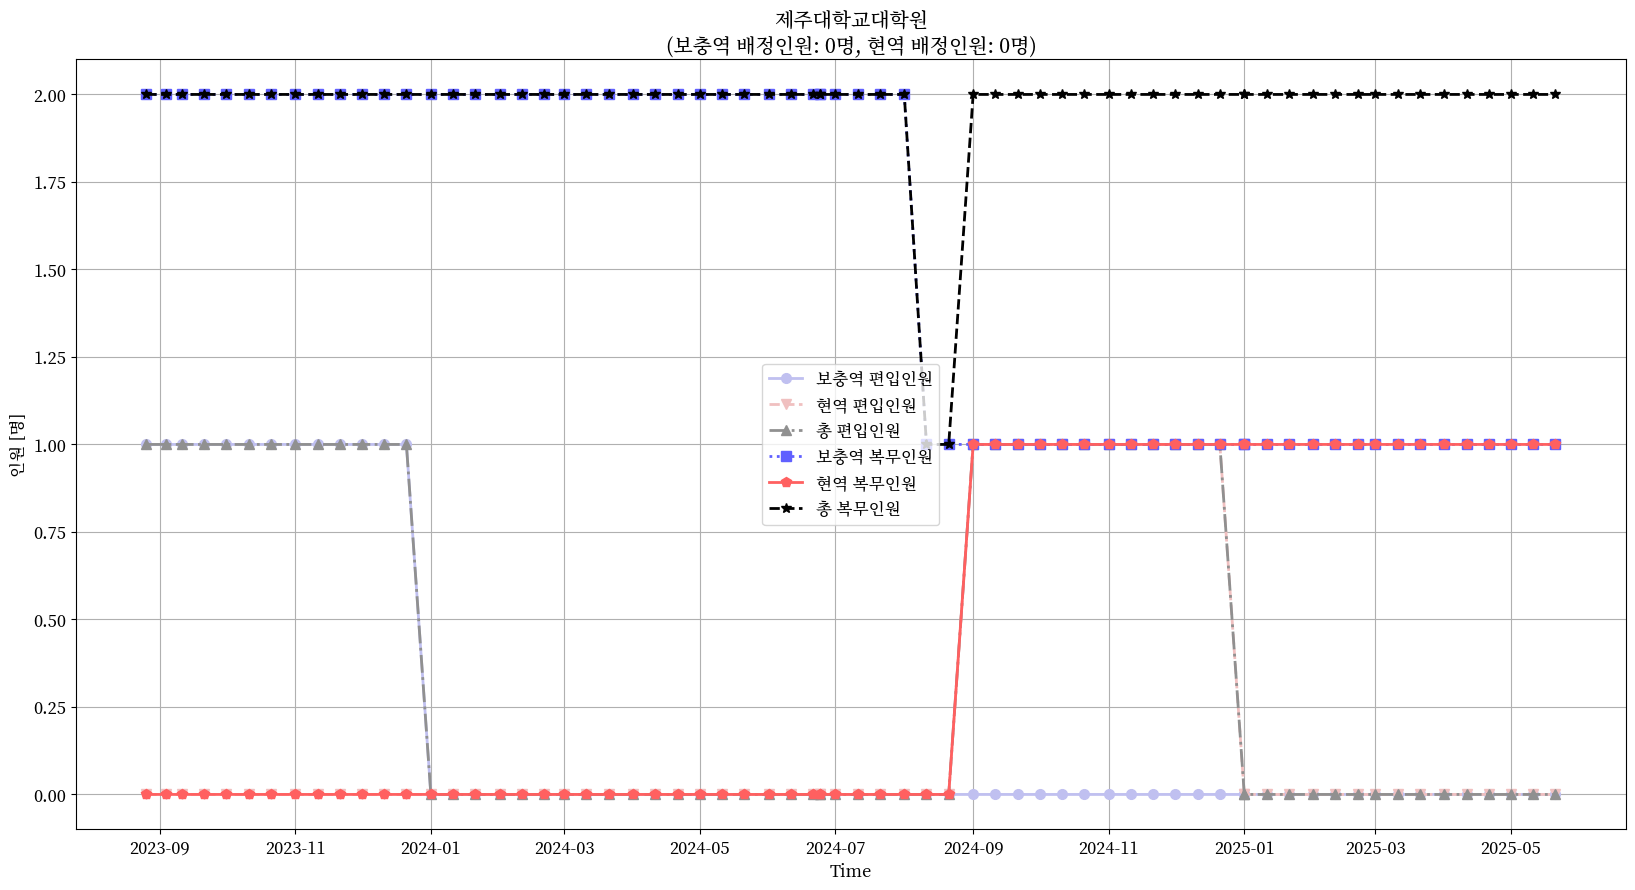 제주대학교대학원
(보충역 배정인원: 0명, 현역 배정인원: 0명)
인원 [명]
2.00
1.75
1.50
1.25
1.00
0.75
0.50
0.25
0.00
보충역 편입인원
현역 편입인원
총 편입인원
보충역 복무인원
현역 복무인원
총 복무인원
2023-09 2023-11 2024-01 2024-03 2024-05 2024-07 2024-09 2024-11 2025-01 2025-03 2025-05
Time